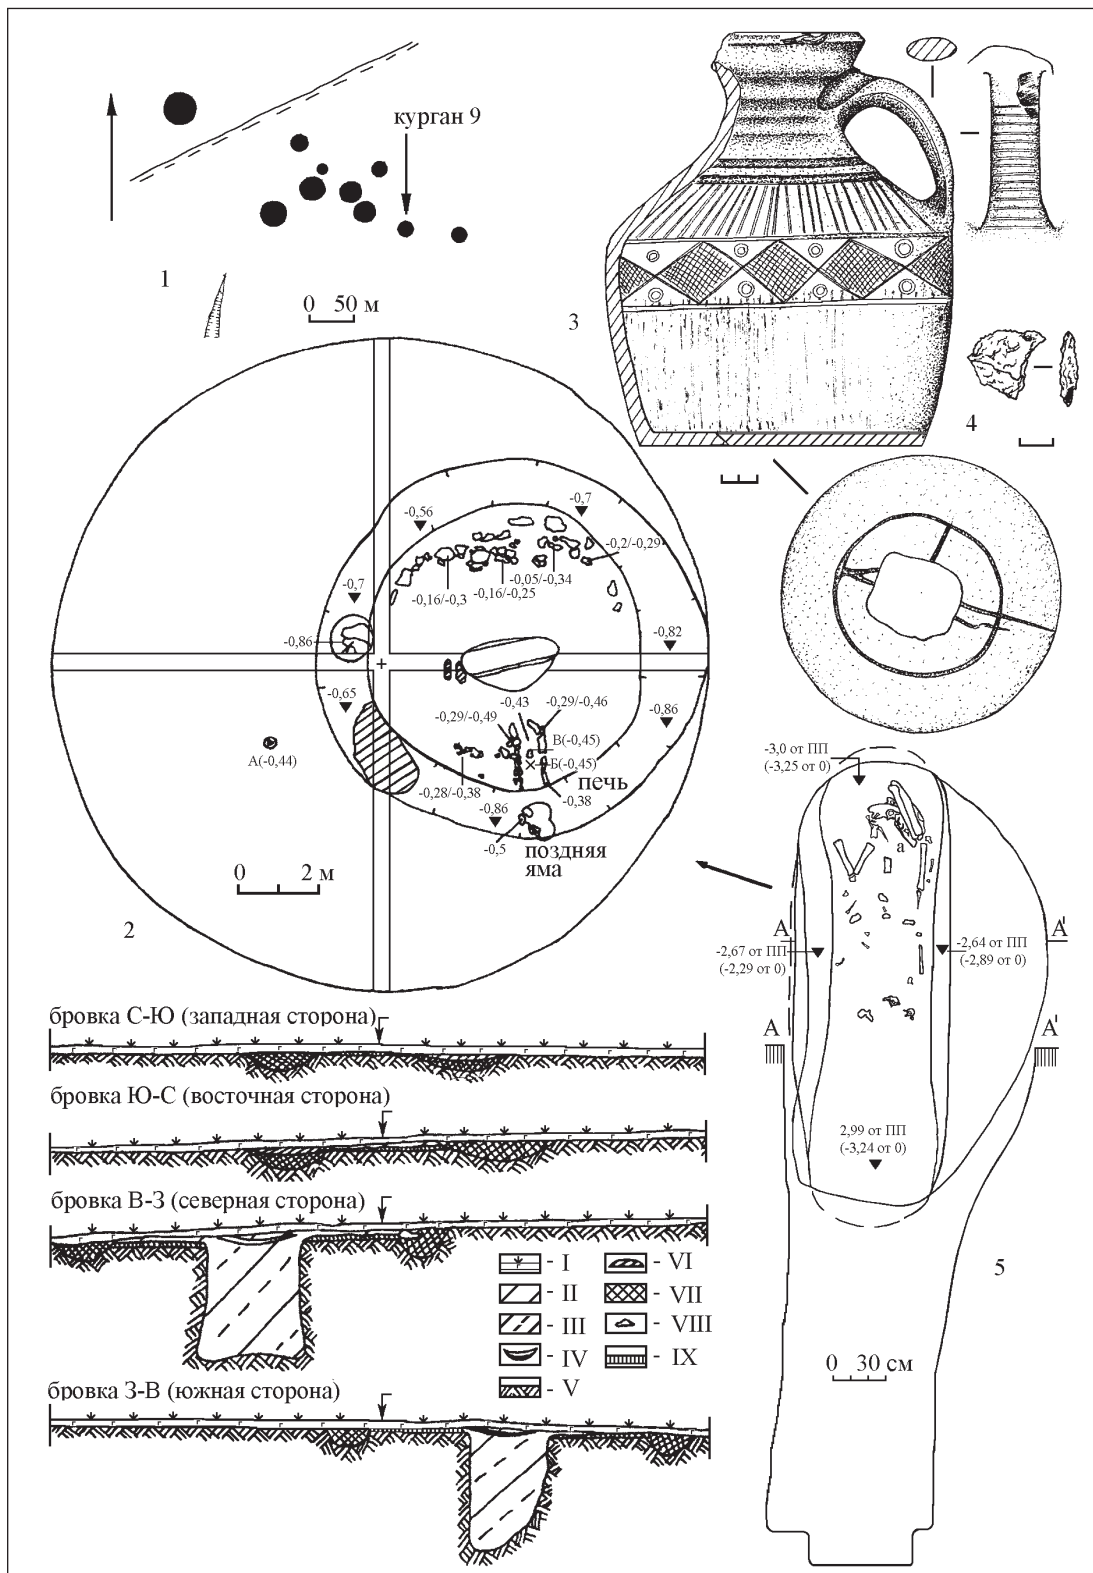 курган 9
1
0 50 м
3
4
-0,56
-0,7
-0,2/-0,29
-0,05/-0,34
-0,16/-0,25
-0,16/-0,3
-0,7
-0,86
-0,82
+
-0,65
-0,43
-0,29/-0,46
-0,29/-0,49
-0,86
В(-0,45)
А(-0,44)
Б(-0,45)
печь
-0,28/-0,38
-0,38
-0,86
-0,5
поздняя
яма
0 2 м
2
-3,0 от ПП
(-3,25 от 0)
а
А А'
-2,67 от ПП
(-2,29 от 0)
-2,64 от ПП
(-2,89 от 0)
А А'
2,99 от ПП
(-3,24 от 0)
5
0 30 см
бровка С-Ю (западная сторона)
бровка Ю-С (восточная сторона)
бровка В-З (северная сторона)
- I
- II
- III
- IV
- V
- VI
- VII
- VIII
- IX
бровка З-В (южная сторона)